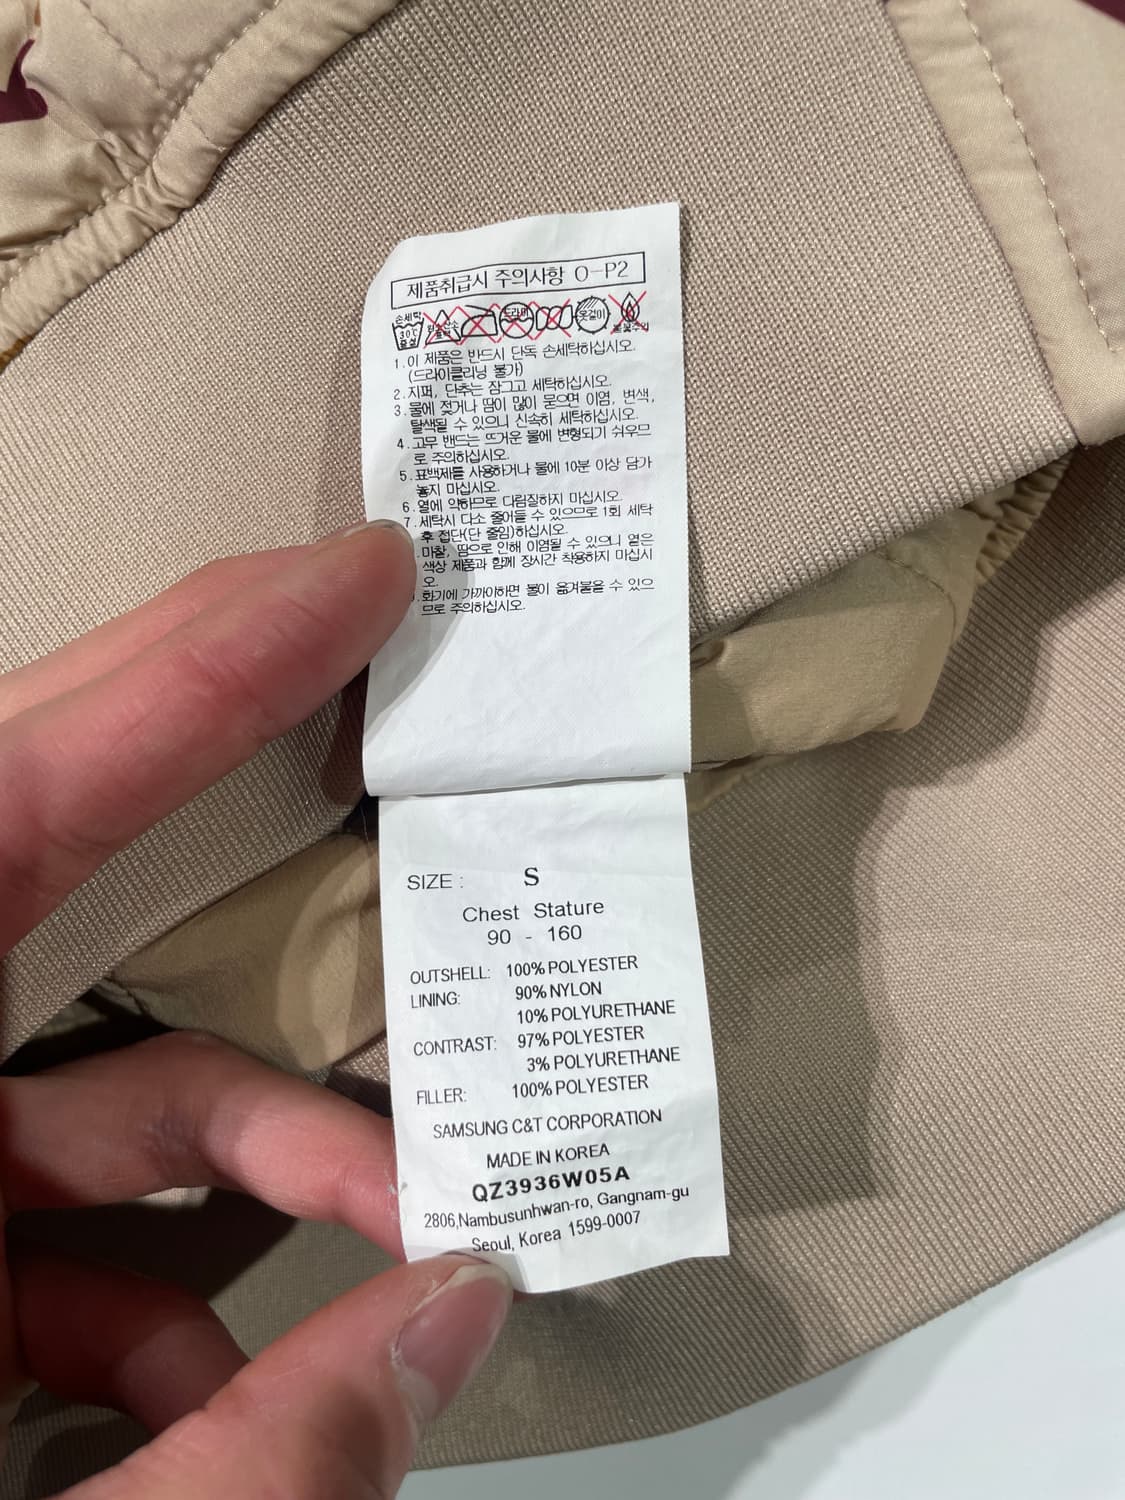 제품취급시 주의사항 O-P2
손세탁 드라이 옷걸이
30℃
중성
1.이 제품은 반드시 단독 손세탁하십시오.
(드라이클리닝 불가)
2.지퍼, 단추는 잠그고 세탁하십시오.
3.물에 젖거나 땀이 많이 묻으면 이염, 변색,
탈색될 수 있으니 신속히 세탁하십시오.
4.고무 밴드는 뜨거운 물에 변형되기 쉬우므
로 주의하십시오.
5.표백제를 사용하거나 물에 10분 이상 담가
놓지 마십시오.
6.열에 약하므로 다림질하지 마십시오.
7.세탁시 다소 줄어들 수 있으므로 1회 세탁
후 접단(단 줄임)하십시오.
.마찰, 땀으로 인해 이염될 수 있으니 옅은
색상 제품과 함께 장시간 착용하지 마십시
오.
.화기에 가까이하면 불이 옮겨붙을 수 있으
므로 주의하십시오.
SIZE : S
Chest Stature
90 - 160
OUTSHELL: 100% POLYESTER
LINING: 90% NYLON
10% POLYURETHANE
CONTRAST: 97% POLYESTER
3% POLYURETHANE
FILLER: 100% POLYESTER
SAMSUNG C&T CORPORATION
MADE IN KOREA
QZ3936W05A
2806,Nambusunhwan-ro, Gangnam-gu
Seoul, Korea 1599-0007